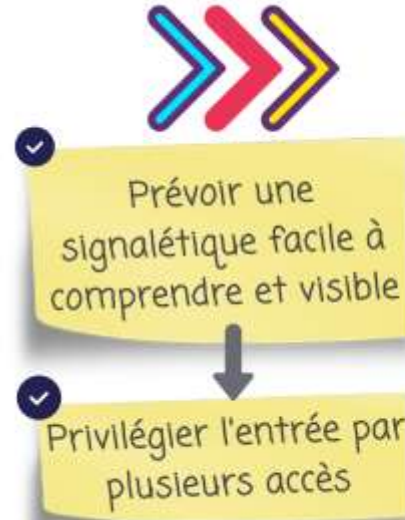 Prévoir une
signalétique facile à
comprendre et visible
Privilégier l'entrée par
plusieurs accès